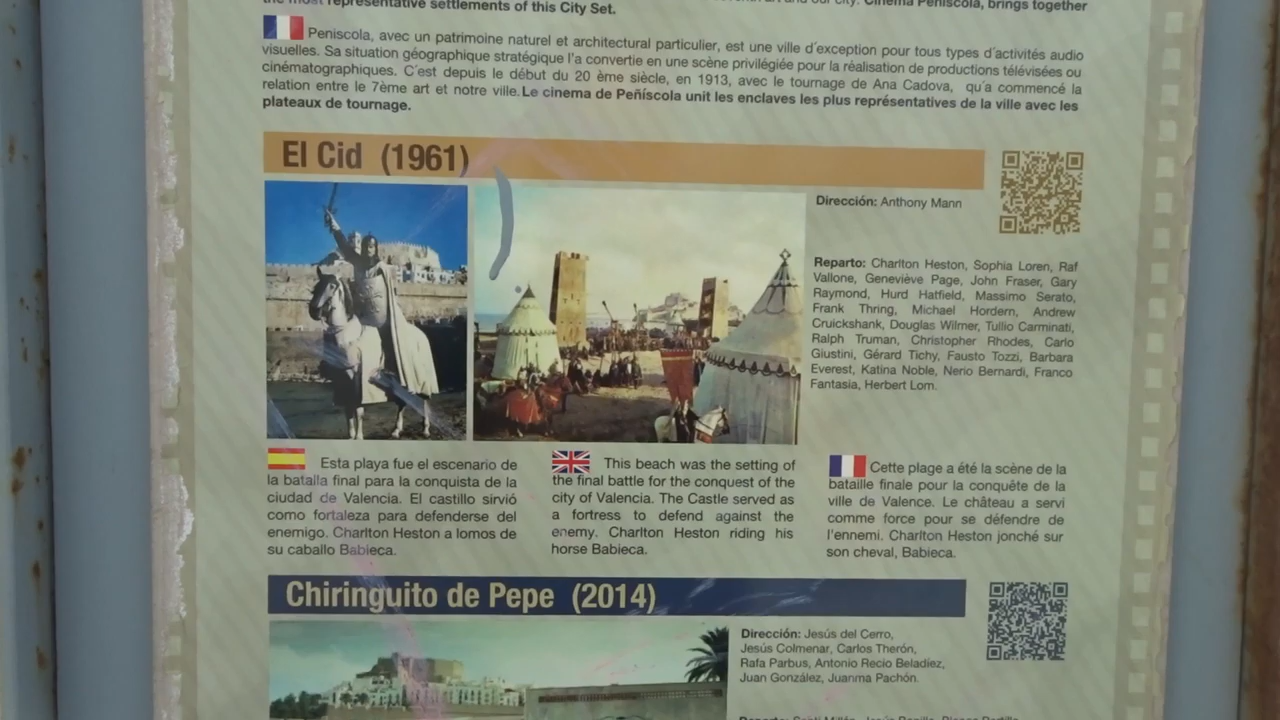 the most representative settlements of this City Set.
and our city. Cinema Peñíscola, brings together
Peniscola, avec un patrimoine naturel et architectural particulier, est une ville d´exception pour tous types d´activités audio
visuelles. Sa situation géographique stratégique l'a convertie en une scène privilégiée pour la réalisation de productions télévisées ou
cinématographiques. C´est depuis le début du 20 ème siècle, en 1913, avec le tournage de Ana Cadova, qu´a commencé la
relation entre le 7ème art et notre ville. Le cinema de Peñíscola unit les enclaves les plus représentatives de la ville avec les
plateaux de tournage.
El Cid (1961)
Dirección: Anthony Mann
Reparto: Charlton Heston, Sophia Loren, Raf
Vallone, Geneviève Page, John Fraser, Gary
Raymond, Hurd Hatfield, Massimo Serato,
Frank Thring, Michael Hordern, Andrew
Cruickshank, Douglas Wilmer, Tullio Carminati,
Ralph Truman, Christopher Rhodes, Carlo
Giustini, Gérard Tichy, Fausto Tozzi, Barbara
Everest, Katina Noble, Nerio Bernardi, Franco
Fantasia, Herbert Lom.
Esta playa fue el escenario de
la batalla final para la conquista de la
ciudad de Valencia. El castillo sirvió
como fortaleza para defenderse del
enemigo. Charlton Heston a lomos de
su caballo Babieca.
This beach was the setting of
the final battle for the conquest of the
city of Valencia. The Castle served as
a fortress to defend against the
enemy. Charlton Heston riding his
horse Babieca.
Cette plage a été la scène de la
bataille finale pour la conquête de la
ville de Valence. Le château a servi
comme force pour se défendre de
l'ennemi. Charlton Heston jonché sur
son cheval, Babieca.
Chiringuito de Pepe (2014)
Dirección: Jesús del Cerro,
Jesús Colmenar, Carlos Therón,
Rafa Parbus, Antonio Recio Beladiez,
Juan González, Juanma Pachón.